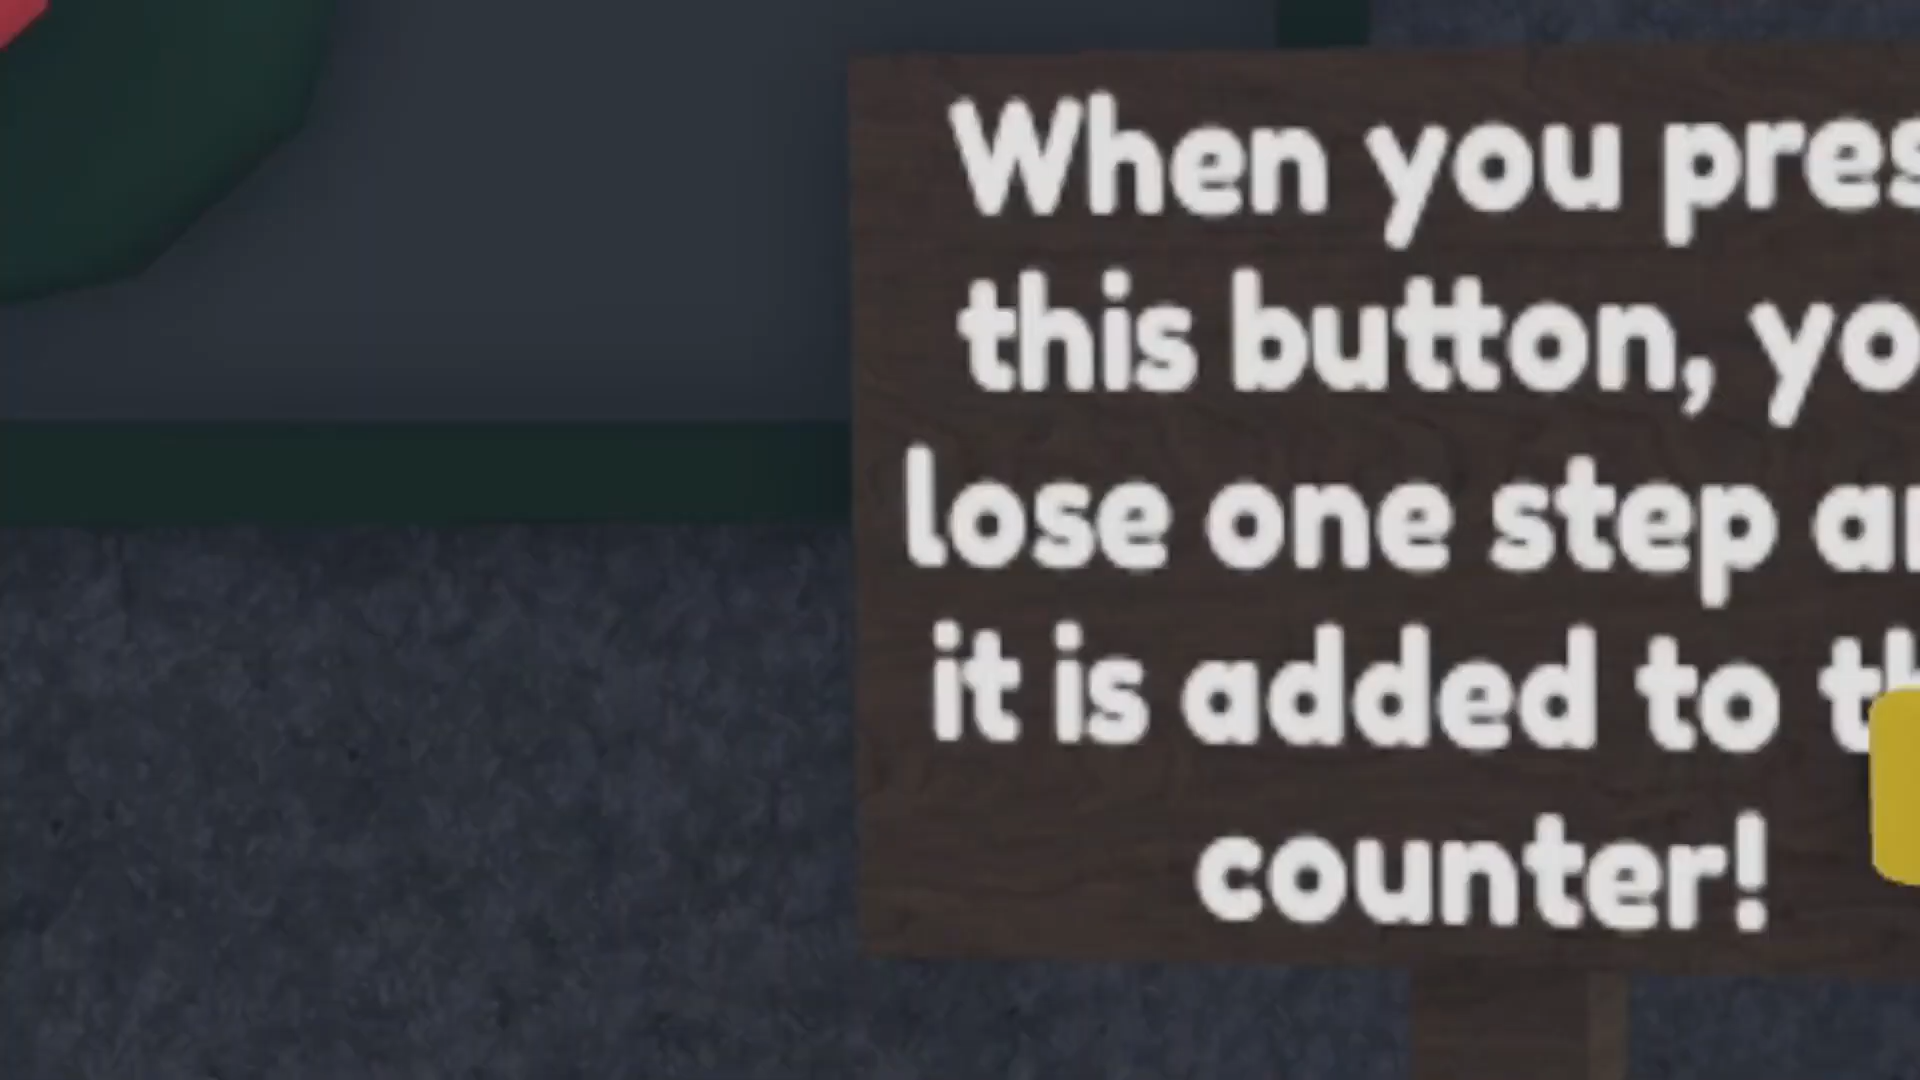 When you pres
this button, yo
lose one step a
it is added to t
counter!